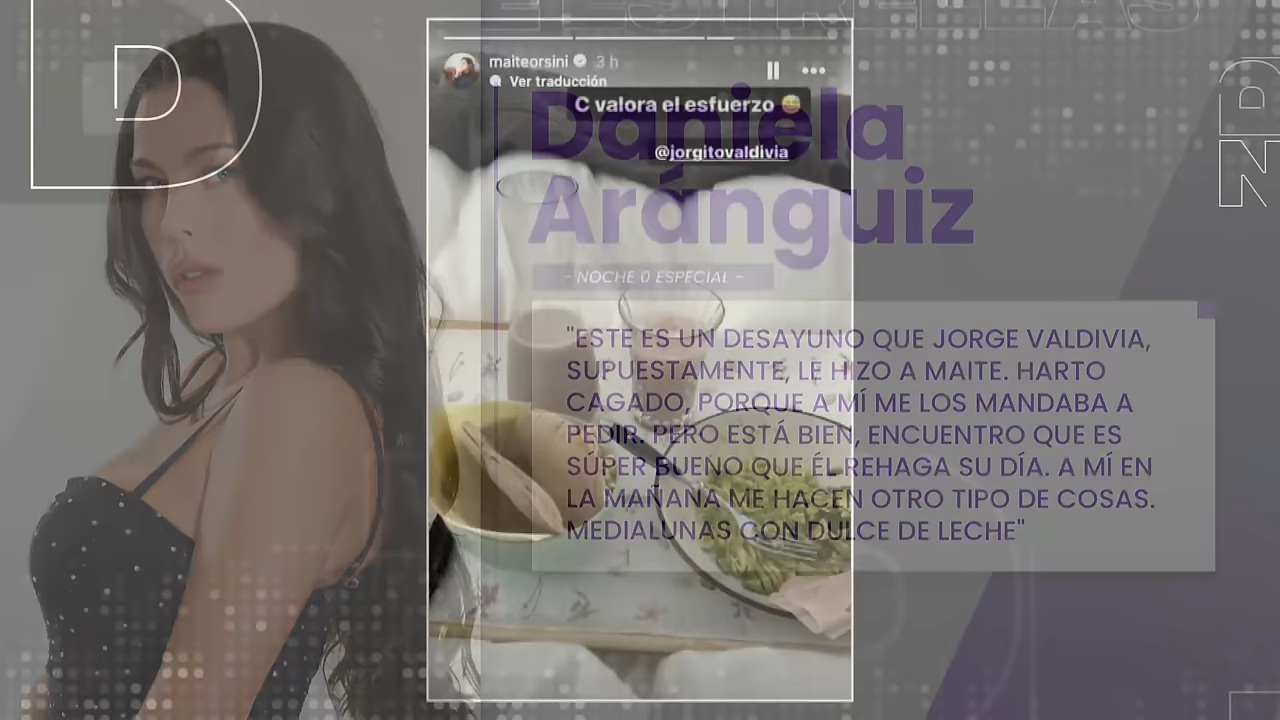 ESTRELLAS
D
D
maiteorsini 3 h
Ver traducción
C valora el esfuerzo 😅
@jorgitovaldivia
Daniela
Aránguiz
- NOCHE 0 ESPECIAL -
"ESTE ES UN DESAYUNO QUE JORGE VALDIVIA,
SUPUESTAMENTE, LE HIZO A MAITE. HARTO
CAGADO, PORQUE A MÍ ME LOS MANDABA A
PEDIR. PERO ESTÁ BIEN, ENCUENTRO QUE ES
SÚPER BUENO QUE ÉL REHAGA SU DÍA. A MÍ EN
LA MAÑANA ME HACEN OTRO TIPO DE COSAS.
MEDIALUNAS CON DULCE DE LECHE"